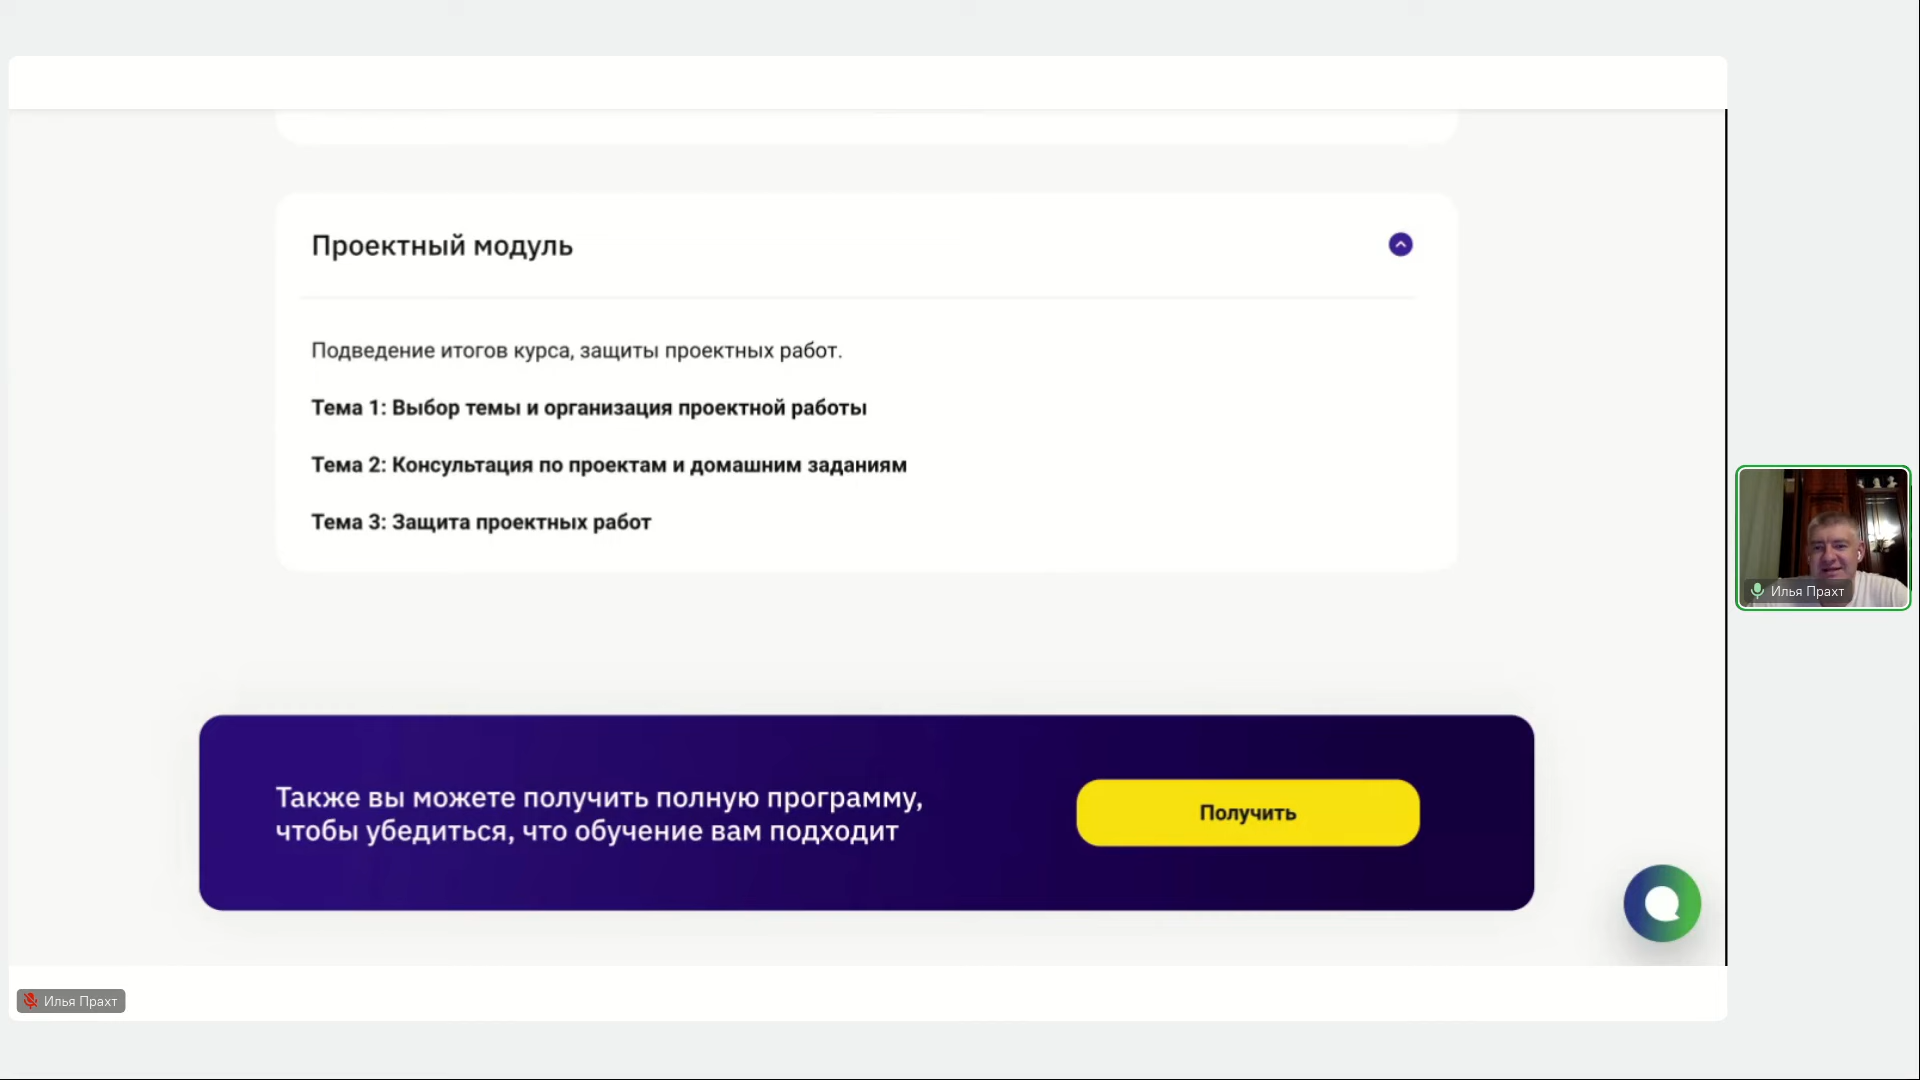 Проектный модуль
Подведение итогов курса, защиты проектных работ.
Тема 1: Выбор темы и организация проектной работы
Тема 2: Консультация по проектам и домашним заданиям
Тема 3: Защита проектных работ
Также вы можете получить полную программу,
чтобы убедиться, что обучение вам подходит
Получить
Илья Прахт
Илья Прахт